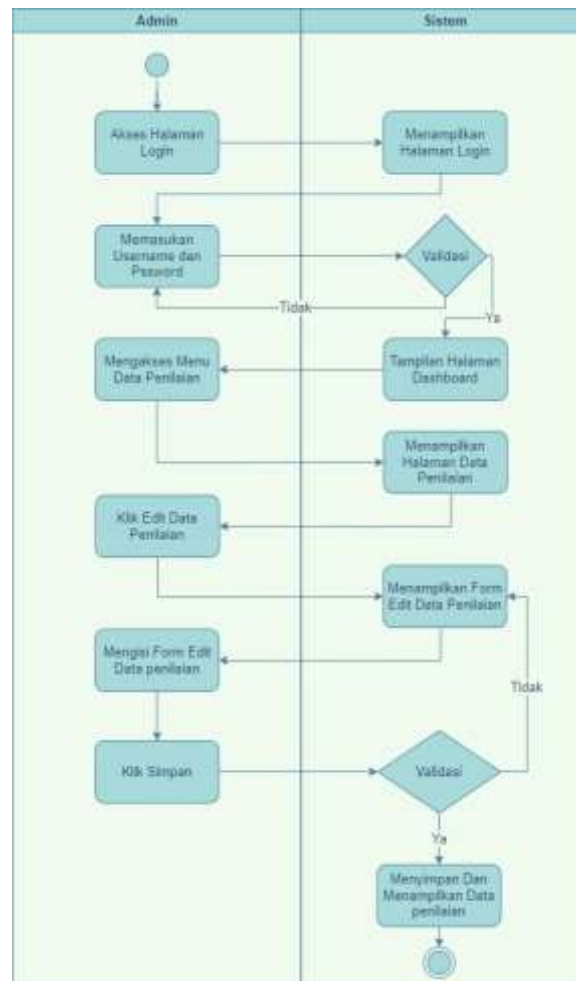 Admin
Sistem
Akses Halaman
Login
Menampilkan
Halaman Login
Memasukan
Username dan
Pasword
Validasi
Tidak
Ya
Mengakses Menu
Data Penilaian
Tampilan Halaman
Dashboard
Menampilkan
Halaman Data
Penilaian
Klik Edit Data
Penilaian
Menampilkan Form
Edit Data Penilaian
Mengisi Form Edit
Data penilaian
Tidak
Klik Simpan
Validasi
Ya
Menyimpan Dan
Menampilkan Data
penilaian